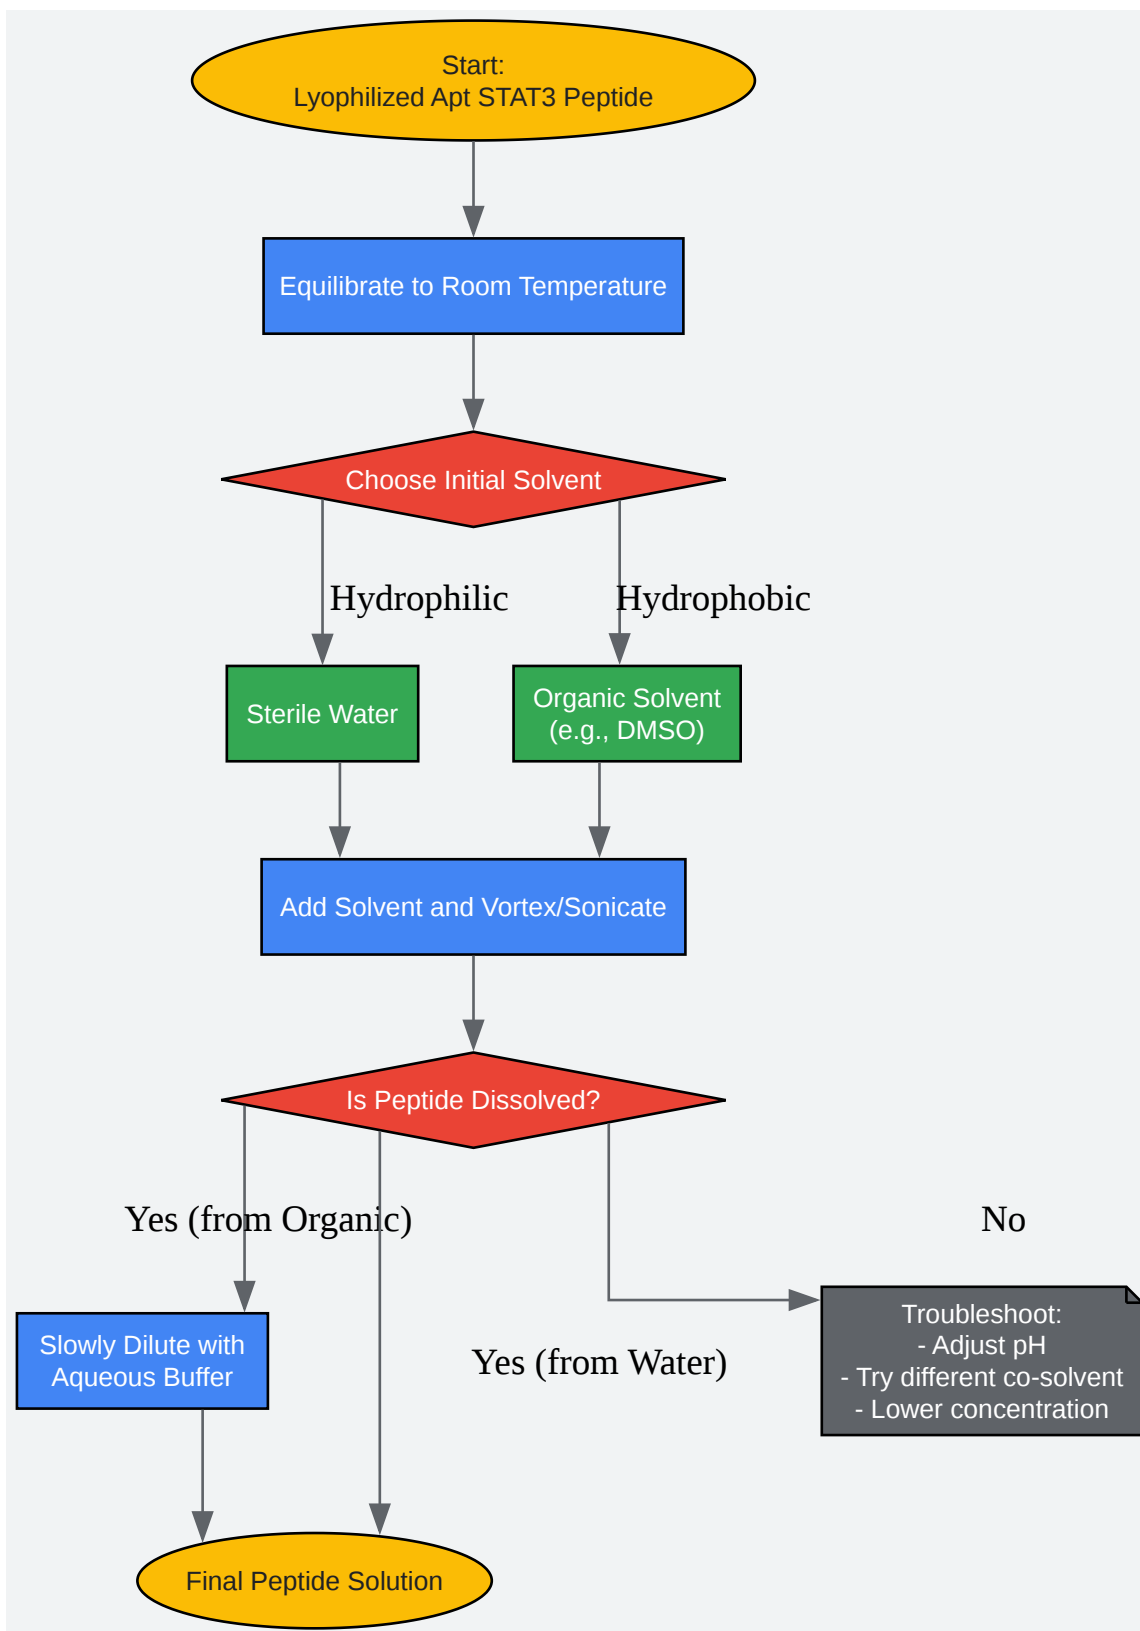 Start:
Lyophilized Apt STAT3 Peptide
Equilibrate to Room Temperature
Choose Initial Solvent
Hydrophilic
Hydrophobic
Sterile Water
Organic Solvent
(e.g., DMSO)
Add Solvent and Vortex/Sonicate
Is Peptide Dissolved?
Yes (from Organic)
No
Slowly Dilute with
Aqueous Buffer
Yes (from Water)
Troubleshoot:
- Adjust pH
- Try different co-solvent
- Lower concentration
Final Peptide Solution